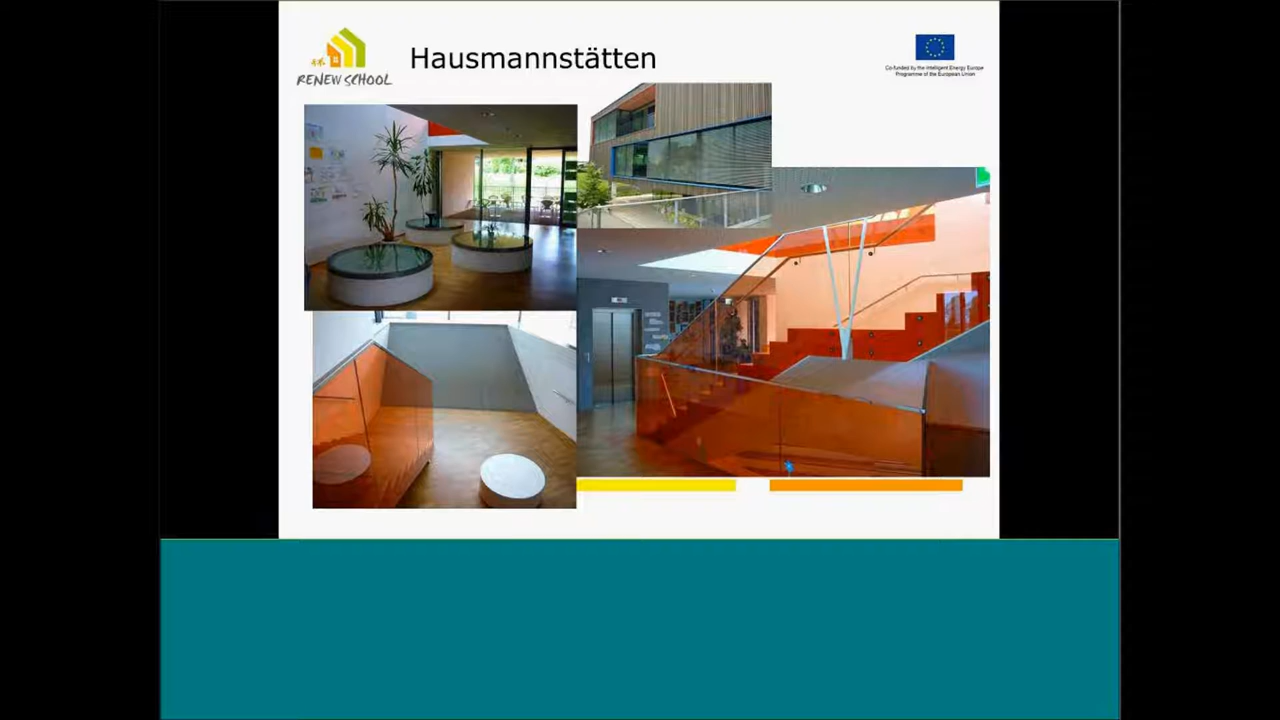 RENEW SCHOOL
Hausmannstätten
Co-funded by the Intelligent Energy Europe
Programme of the European Union